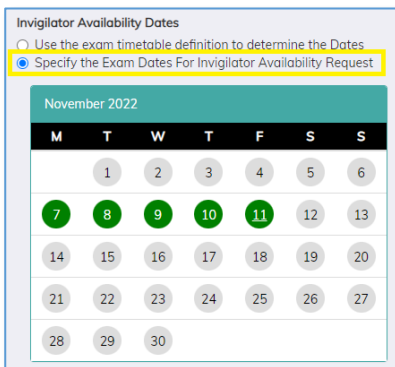 Invigilator Availability Dates
Use the exam timetable definition to determine the Dates
Specify the Exam Dates For Invigilator Availability Request
November 2022
M T W T F S S
1 2 3 4 5 6
7 8 9 10 11 12 13
14 15 16 17 18 19 20
21 22 23 24 25 26 27
28 29 30